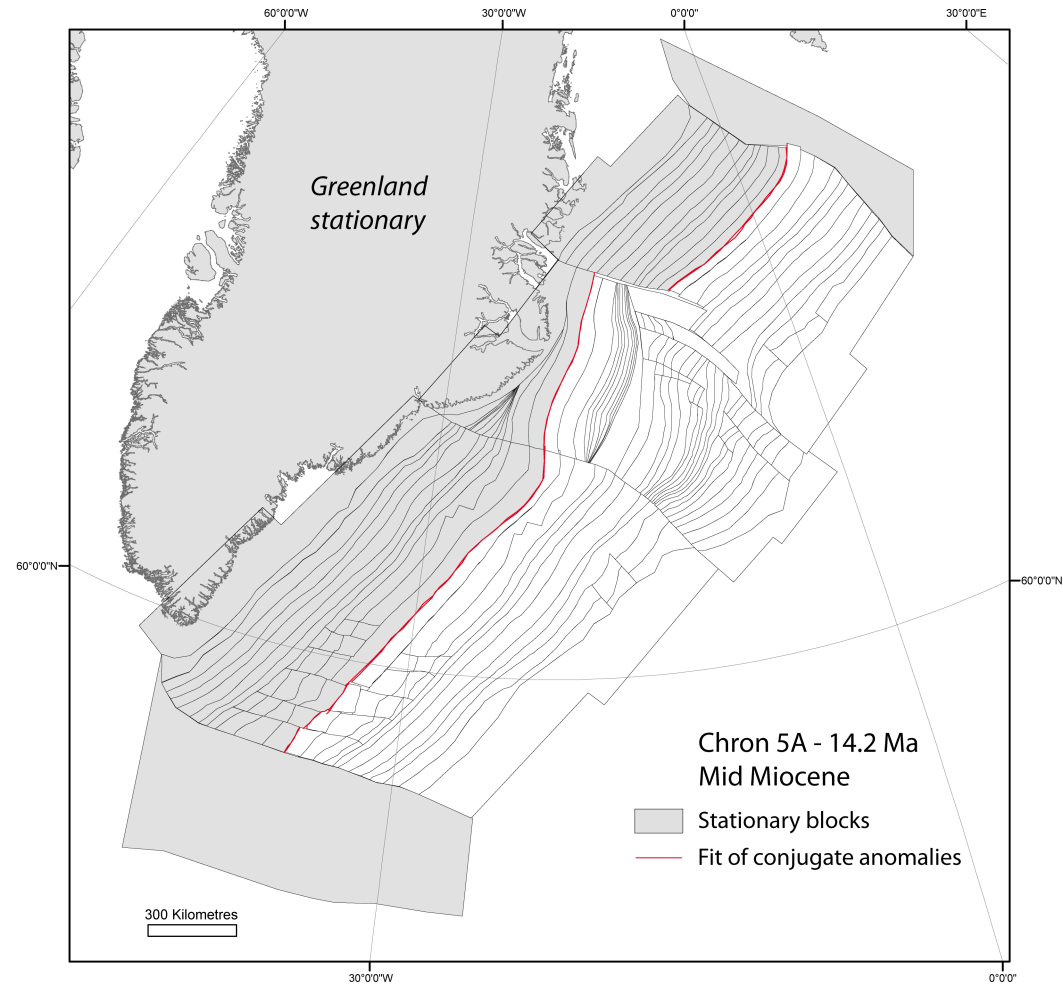 60°0'0"W
30°0'0"W
0°0'0"
30°0'0"E
Greenland
stationary
60°0'0"N
60°0'0"N
Chron 5A - 14.2 Ma
Mid Miocene
Stationary blocks
Fit of conjugate anomalies
300 Kilometres
30°0'0"W
0°0'0"